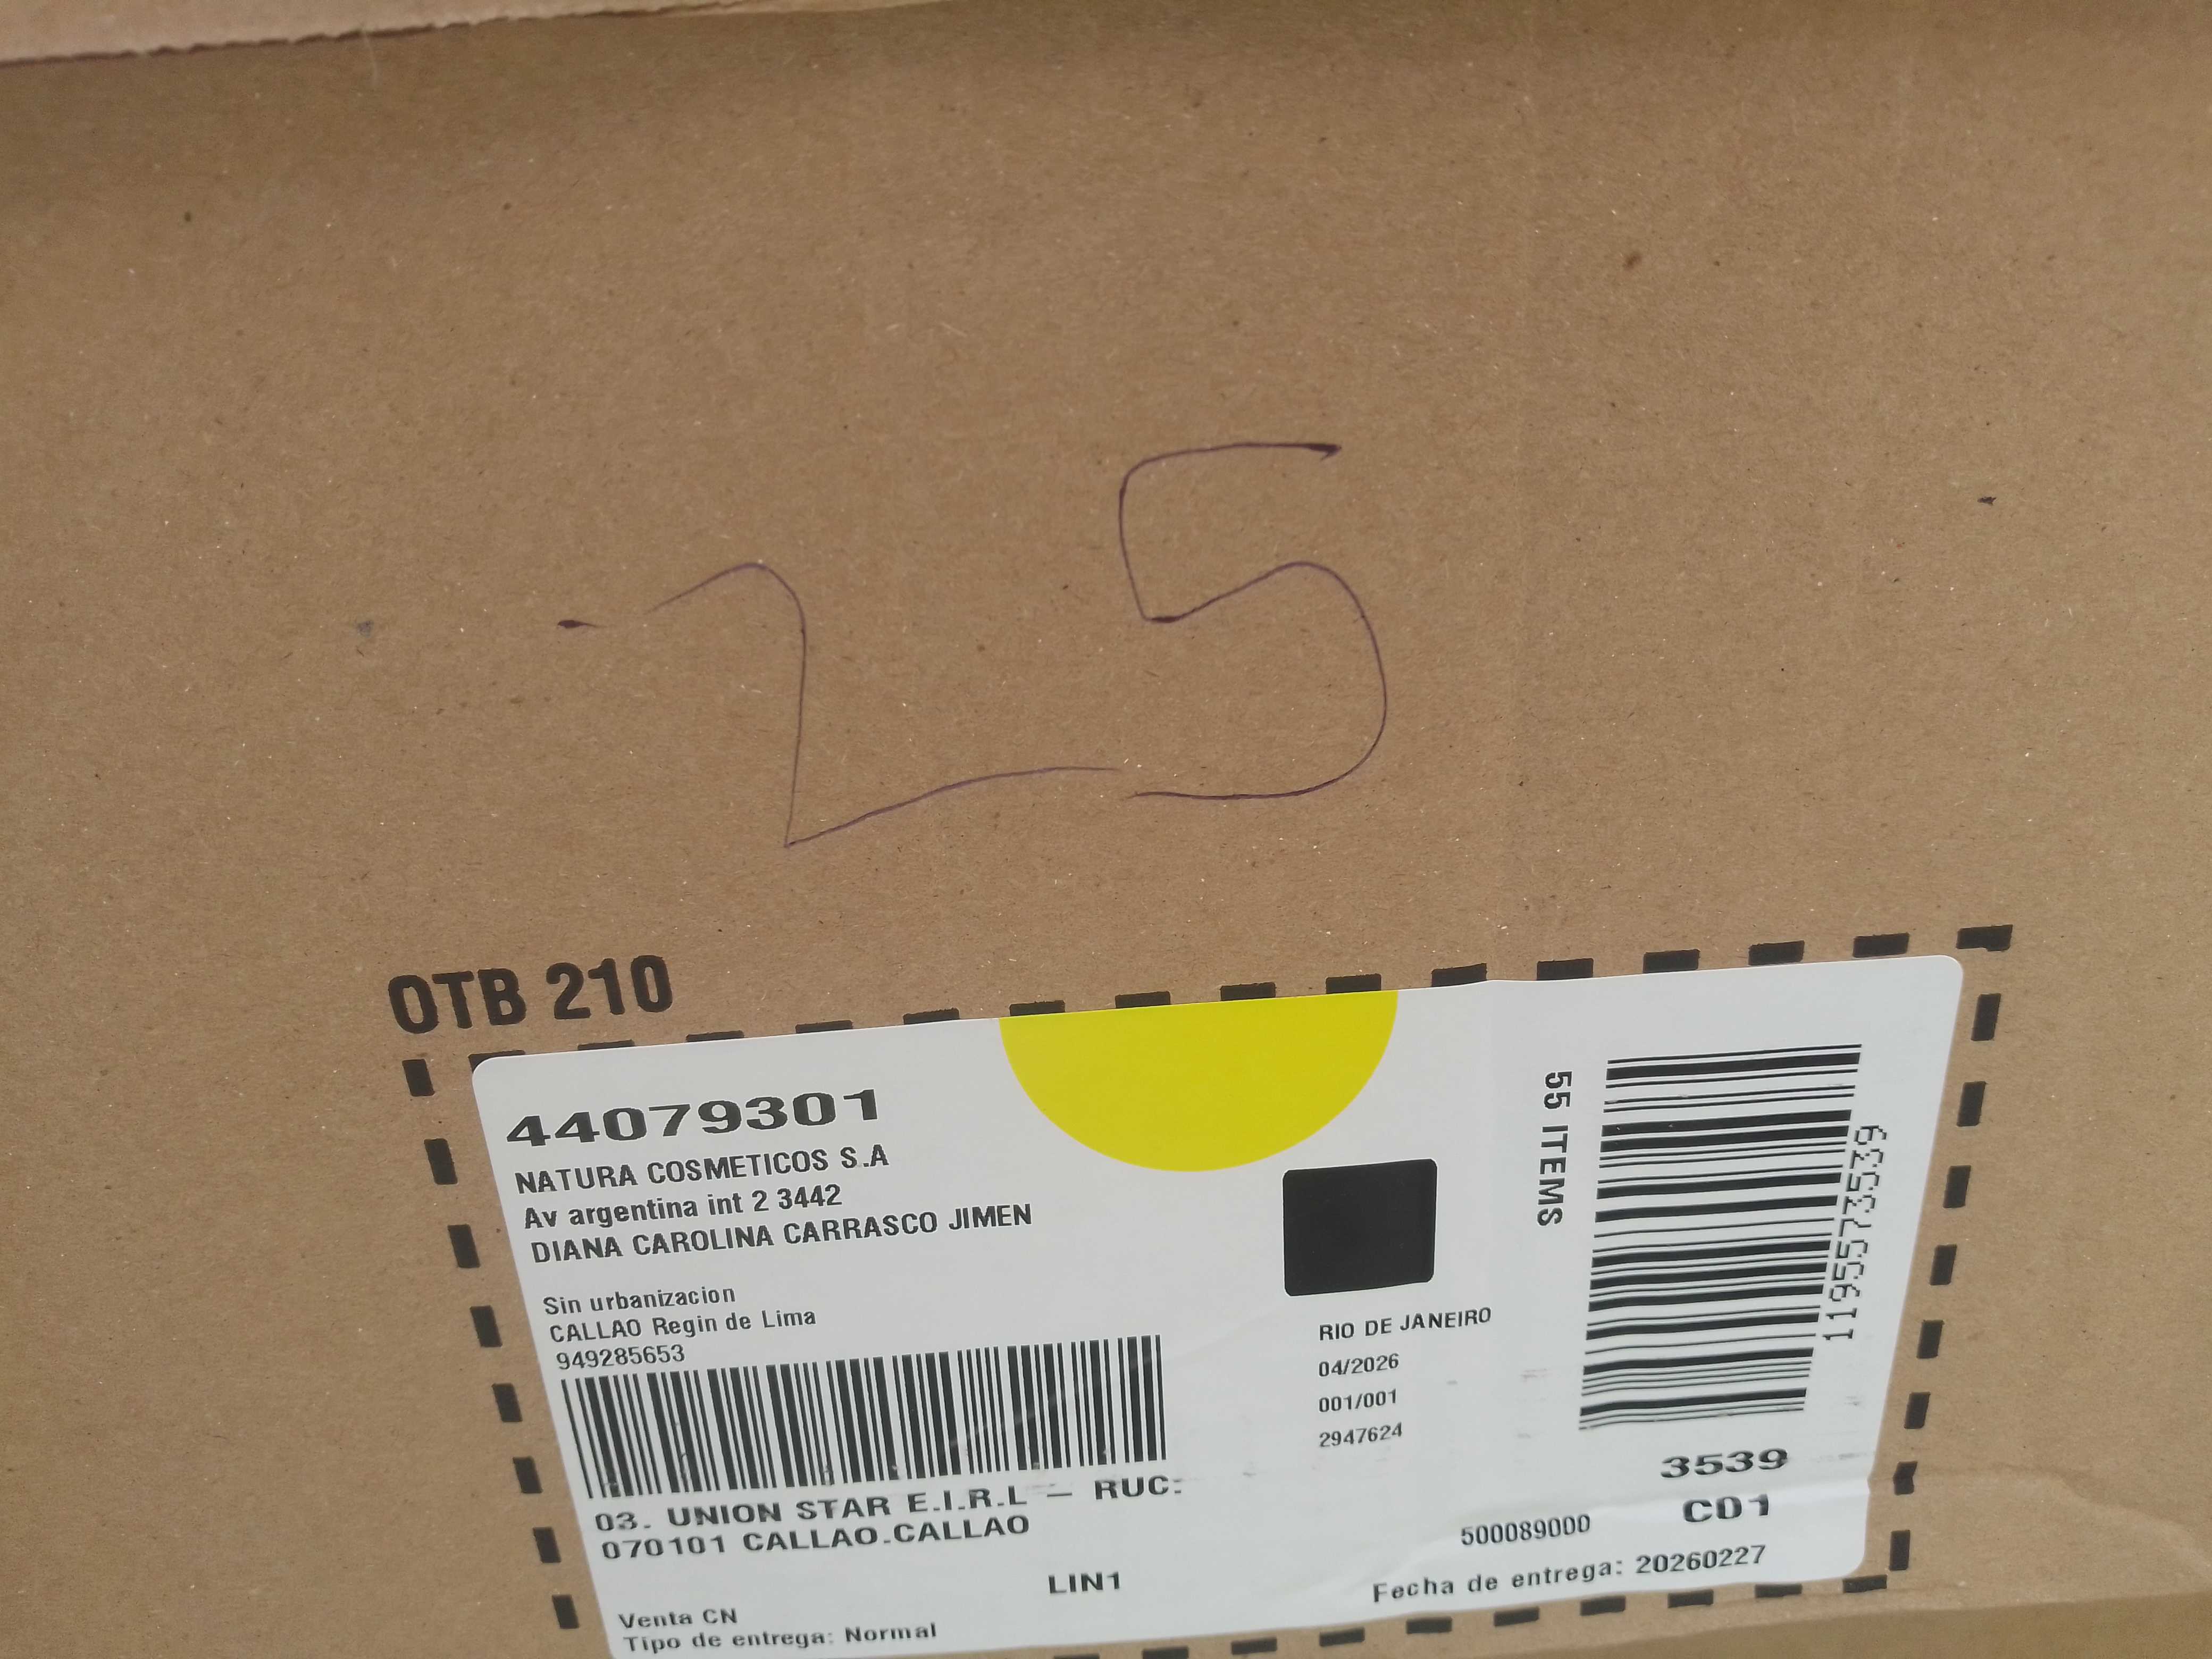 25
OTB 210
44079301
NATURA COSMETICOS S.A
Av argentina int 2 3442
DIANA CAROLINA CARRASCO JIMEN
Sin urbanizacion
CALLAO Regin de Lima
949285653
03. UNION STAR E.I.R.L – RUC:
070101 CALLAO.CALLAO
LIN1
Venta CN
Tipo de entrega: Normal
RIO DE JANEIRO
04/2026
001/001
2947624
55 ITEMS
11955573539
3539
C01
500089000
Fecha de entrega: 20260227